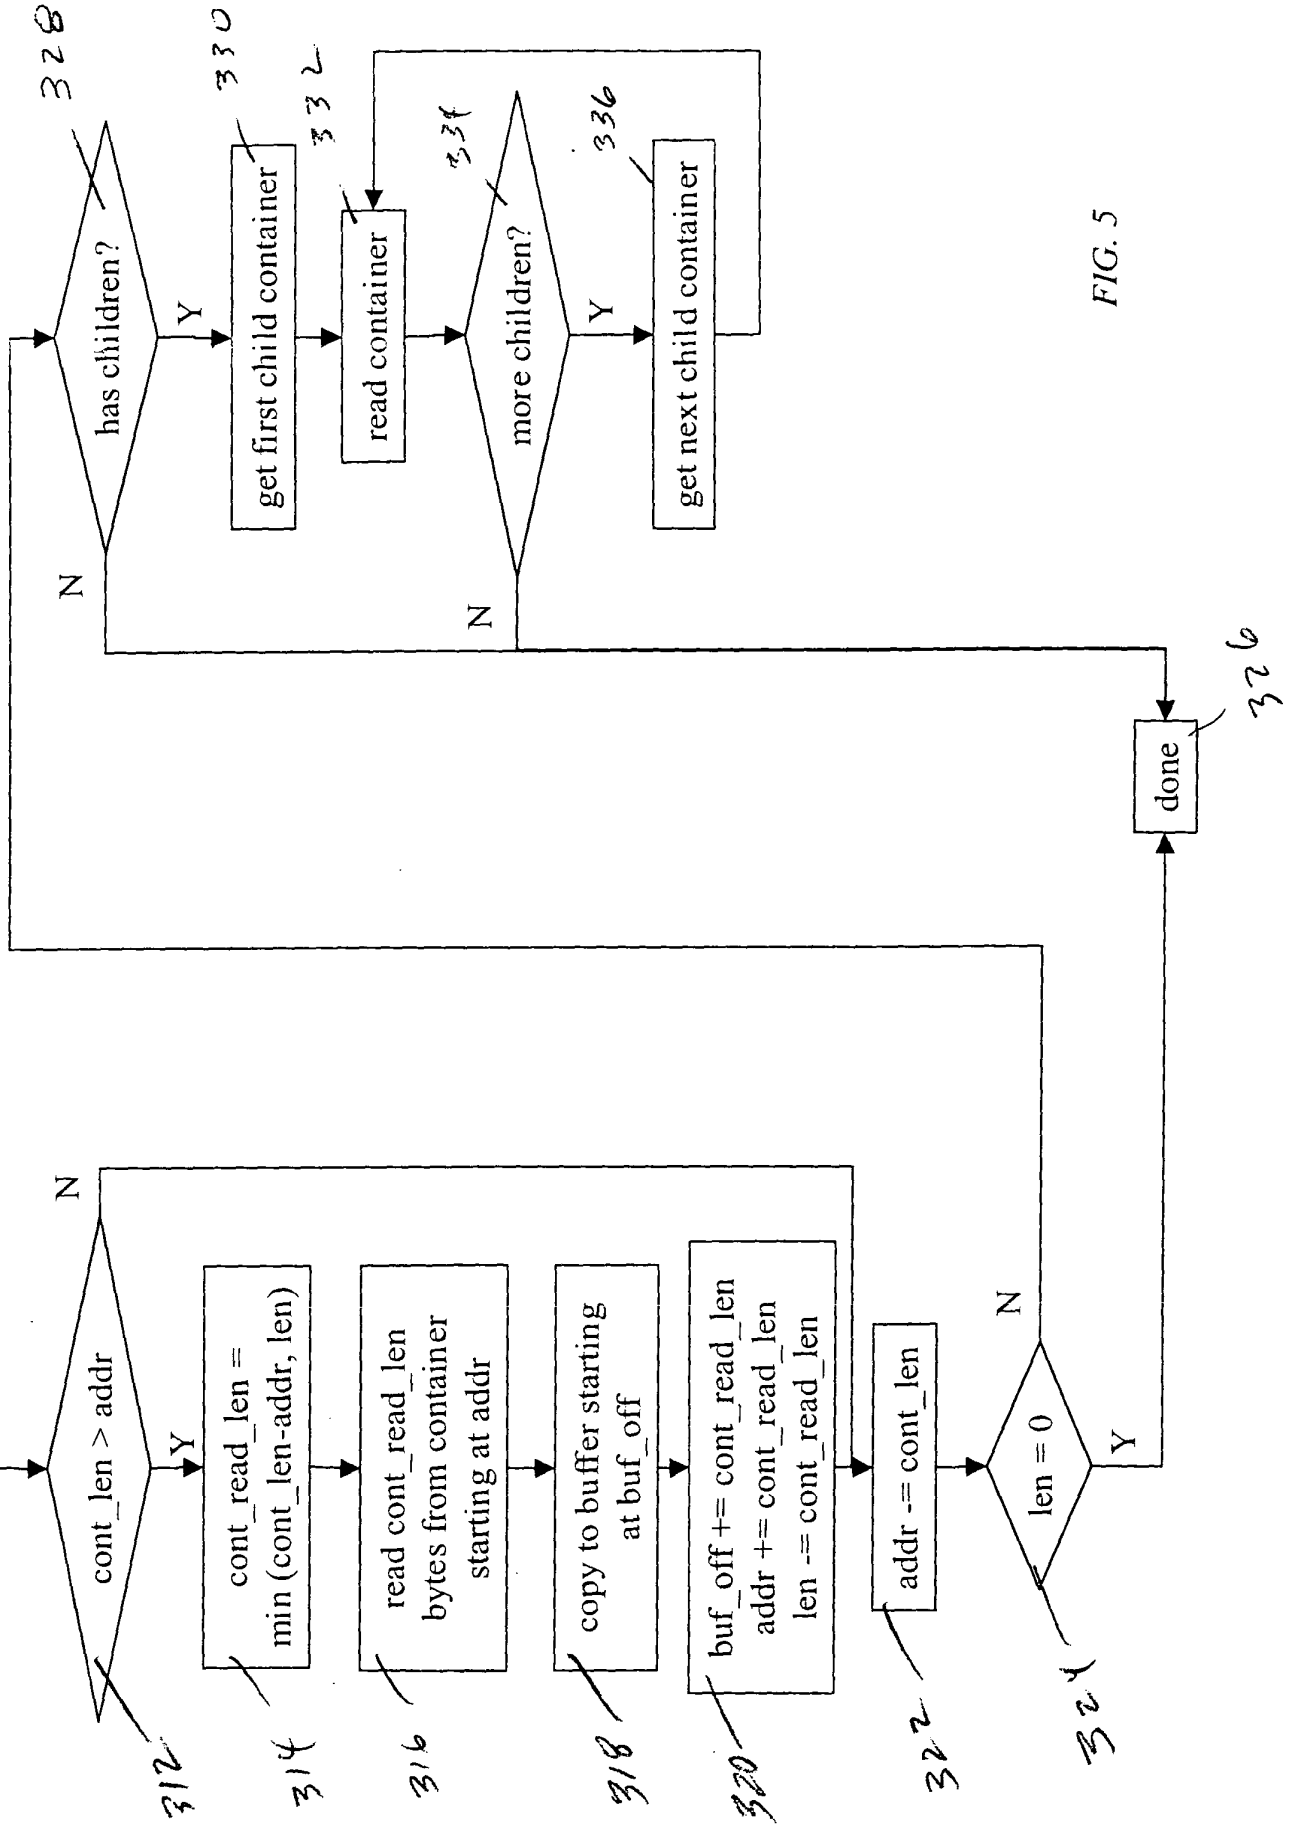 312
cont_len > addr
N
Y
314
cont_read_len =
min (cont_len-addr, len)
316
read cont_read_len
bytes from container
starting at addr
318
copy to buffer starting
at buf_off
320
buf_off += cont_read_len
addr += cont_read_len
len -= cont_read_len
322
addr -= cont_len
324
len = 0
N
Y
328
has children?
N
Y
330
get first child container
332
read container
334
more children?
N
Y
336
get next child container
done
326
FIG. 5